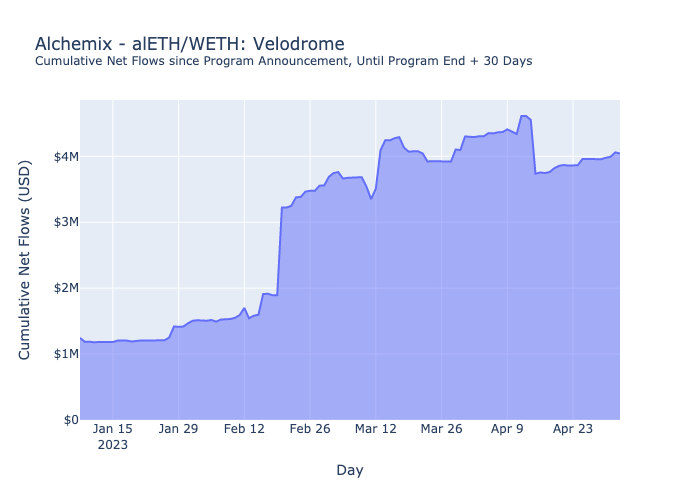 Alchemix - alETH/WETH: Velodrome
Cumulative Net Flows since Program Announcement, Until Program End + 30 Days
Cumulative Net Flows (USD)
$4M
$3M
$2M
$1M
$0
Jan 15 Jan 29 Feb 12 Feb 26 Mar 12 Mar 26 Apr 9 Apr 23
2023
Day